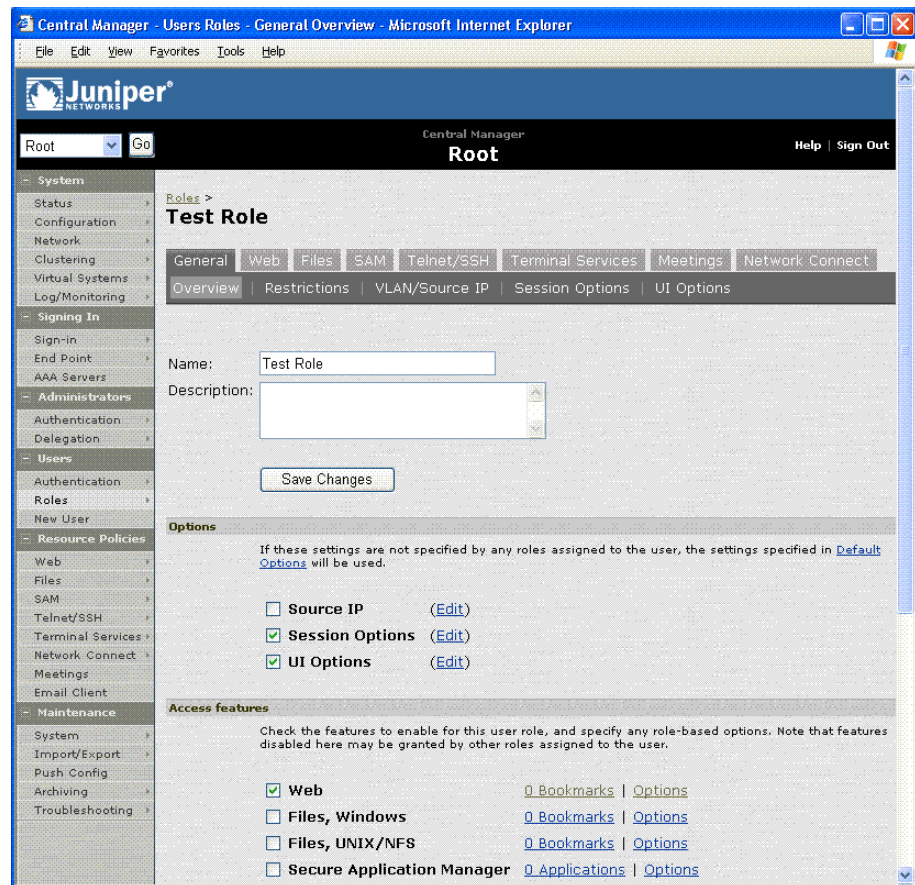 Central Manager - Users Roles - General Overview - Microsoft Internet Explorer
File Edit View Favorites Tools Help
Juniper®
NETWORKS
Root Go
Central Manager
Root
Help | Sign Out
System
Status
Configuration
Network
Clustering
Virtual Systems
Log/Monitoring
Signing In
Sign-in
End Point
AAA Servers
Administrators
Authentication
Delegation
Users
Authentication
Roles
New User
Resource Policies
Web
Files
SAM
Telnet/SSH
Terminal Services
Network Connect
Meetings
Email Client
Maintenance
System
Import/Export
Push Config
Archiving
Troubleshooting
Roles >
Test Role
General Web Files SAM Telnet/SSH Terminal Services Meetings Network Connect
Overview | Restrictions | VLAN/Source IP | Session Options | UI Options
Name: Test Role
Description:
Save Changes
Options
If these settings are not specified by any roles assigned to the user, the settings specified in Default
Options will be used.
Source IP (Edit)
Session Options (Edit)
UI Options (Edit)
Access features
Check the features to enable for this user role, and specify any role-based options. Note that features
disabled here may be granted by other roles assigned to the user.
Web 0 Bookmarks | Options
Files, Windows 0 Bookmarks | Options
Files, UNIX/NFS 0 Bookmarks | Options
Secure Application Manager 0 Applications | Options